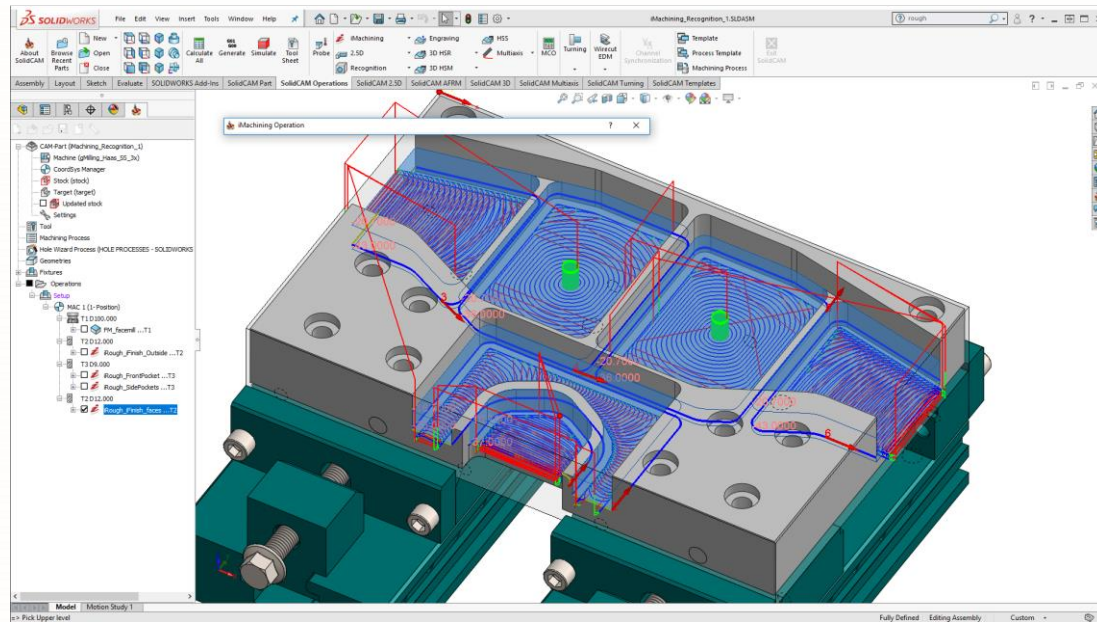 SOLIDWORKS File Edit View Insert Tools Window Help iMachining_Recognition_1.SLDASM rough
About SolidCAM
Browse Recent Parts
New
Open
Close
Calculate All
Generate
Simulate
Tool Sheet
Probe
iMachining
2.5D
Recognition
Engraving
3D HSR
3D HSM
HSS
Multiaxis
MCO
Turning
Wirecut EDM
Channel Synchronization
Template
Process Template
Machining Process
Exit SolidCAM
Assembly Layout Sketch Evaluate SOLIDWORKS Add-Ins SolidCAM Part SolidCAM Operations SolidCAM 2.5D SolidCAM AFRM SolidCAM 3D SolidCAM Multiaxis SolidCAM Turning SolidCAM Templates
iMachining Operation ? X
CAM-Part (iMachining_Recognition_1)
Machine (gMilling_Haas_SS_3x)
CoordSys Manager
Stock (stock)
Target (target)
Updated stock
Settings
Tool
Machining Process
Hole Wizard Process (HOLE PROCESSES - SOLIDWORKS
Geometries
Fixtures
Operations
Setup
MAC 1 (1- Position)
T1 D100.000
FM_facemill ...T1
T2 D12.000
iRough_iFinish_Outside ...T2
T3 D9.000
iRough_FrontPocket ...T3
iRough_SidePockets ...T3
T2 D12.000
iRough_iFinish_faces ...T2
3
6
Model Motion Study 1
=> Pick Upper level Fully Defined Editing Assembly Custom